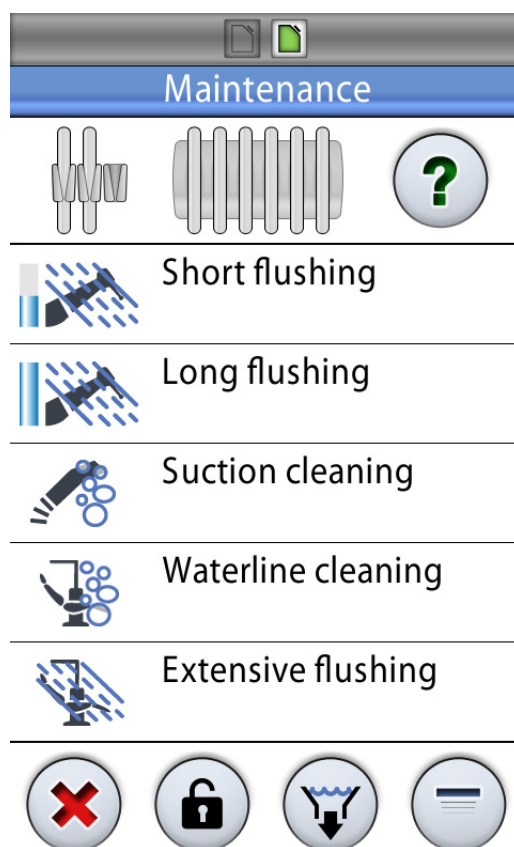 Maintenance
?
Short flushing
Long flushing
Suction cleaning
Waterline cleaning
Extensive flushing